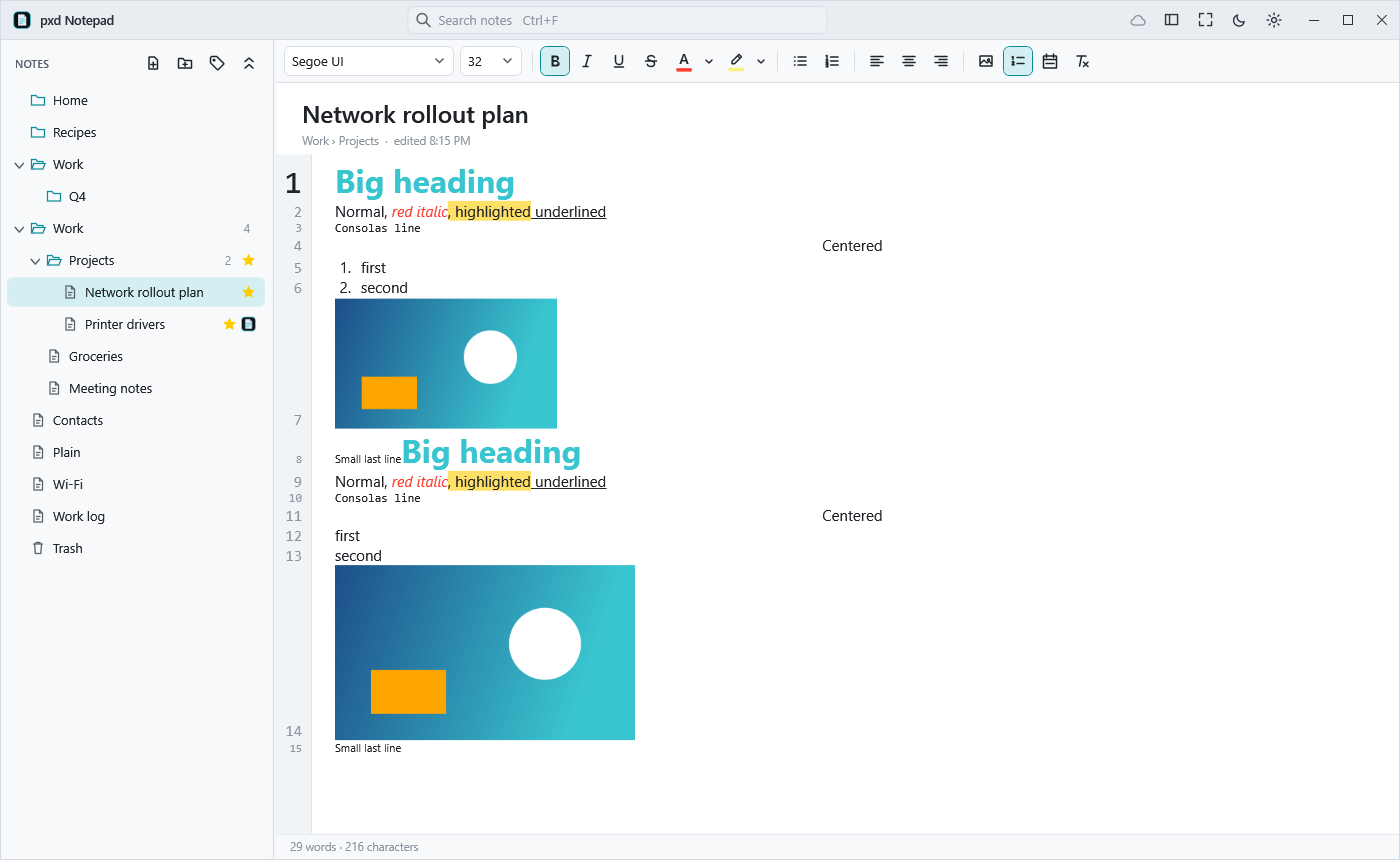 pxd Notepad
Search notes Ctrl+F
NOTES
Home
Recipes
Work
Q4
Work 4
Projects 2
Network rollout plan
Printer drivers
Groceries
Meeting notes
Contacts
Plain
Wi-Fi
Work log
Trash
Segoe UI 32 B I U S A
Network rollout plan
Work › Projects · edited 8:15 PM
1 Big heading
2 Normal, red italic, highlighted underlined
3 Consolas line
4 Centered
5 1. first
6 2. second
7
8 Small last lineBig heading
9 Normal, red italic, highlighted underlined
10 Consolas line
11 Centered
12 first
13 second
14
15 Small last line
29 words · 216 characters